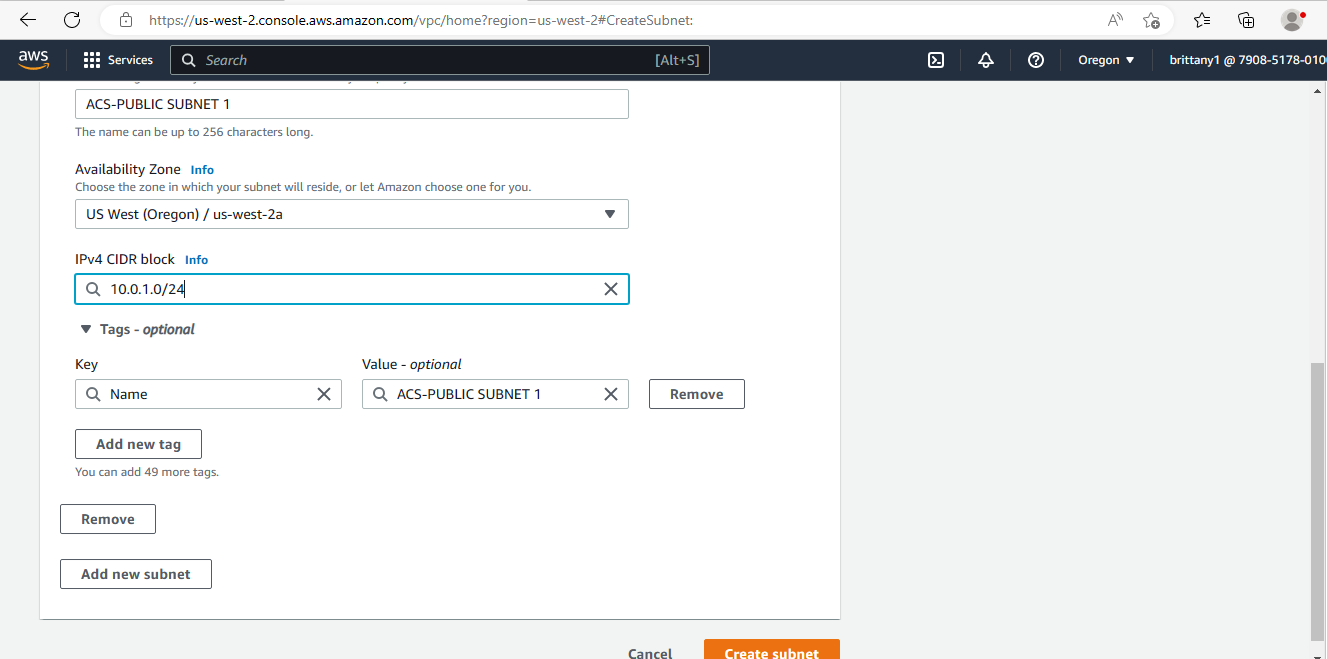 https://us-west-2.console.aws.amazon.com/vpc/home?region=us-west-2#CreateSubnet:
aws Services Search [Alt+S] Oregon brittany1 @ 7908-5178-010
ACS-PUBLIC SUBNET 1
The name can be up to 256 characters long.
Availability Zone Info
Choose the zone in which your subnet will reside, or let Amazon choose one for you.
US West (Oregon) / us-west-2a
IPv4 CIDR block Info
10.0.1.0/24
Tags - optional
Key Value - optional
Name ACS-PUBLIC SUBNET 1 Remove
Add new tag
You can add 49 more tags.
Remove
Add new subnet
Cancel Create subnet